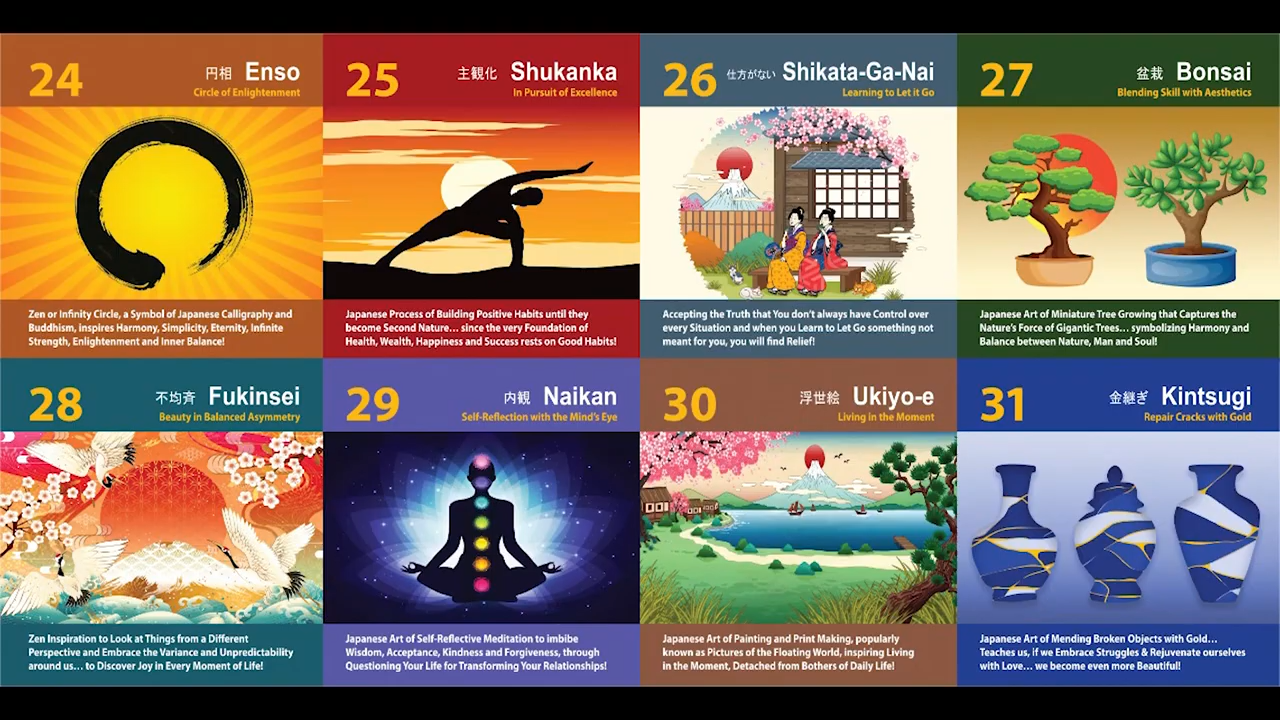 24
円相 Enso
Circle of Enlightenment
Zen or Infinity Circle, a Symbol of Japanese Calligraphy and
Buddhism, inspires Harmony, Simplicity, Eternity, Infinite
Strength, Enlightenment and Inner Balance!
25
主観化 Shukanka
In Pursuit of Excellence
Japanese Process of Building Positive Habits until they
become Second Nature... since the very Foundation of
Health, Wealth, Happiness and Success rests on Good Habits!
26
仕方がない Shikata-Ga-Nai
Learning to Let it Go
Accepting the Truth that You don't always have Control over
every Situation and when you Learn to Let Go something not
meant for you, you will find Relief!
27
盆栽 Bonsai
Blending Skill with Aesthetics
Japanese Art of Miniature Tree Growing that Captures the
Nature's Force of Gigantic Trees... symbolizing Harmony and
Balance between Nature, Man and Soul!
28
不均斉 Fukinsei
Beauty in Balanced Asymmetry
Zen Inspiration to Look at Things from a Different
Perspective and Embrace the Variance and Unpredictability
around us... to Discover Joy in Every Moment of Life!
29
内観 Naikan
Self-Reflection with the Mind's Eye
Japanese Art of Self-Reflective Meditation to imbibe
Wisdom, Acceptance, Kindness and Forgiveness, through
Questioning Your Life for Transforming Your Relationships!
30
浮世絵 Ukiyo-e
Living in the Moment
Japanese Art of Painting and Print Making, popularly
known as Pictures of the Floating World, inspiring Living
in the Moment, Detached from Bothers of Daily Life!
31
金継ぎ Kintsugi
Repair Cracks with Gold
Japanese Art of Mending Broken Objects with Gold...
Teaches us, if we Embrace Struggles & Rejuvenate ourselves
with Love... we become even more Beautiful!